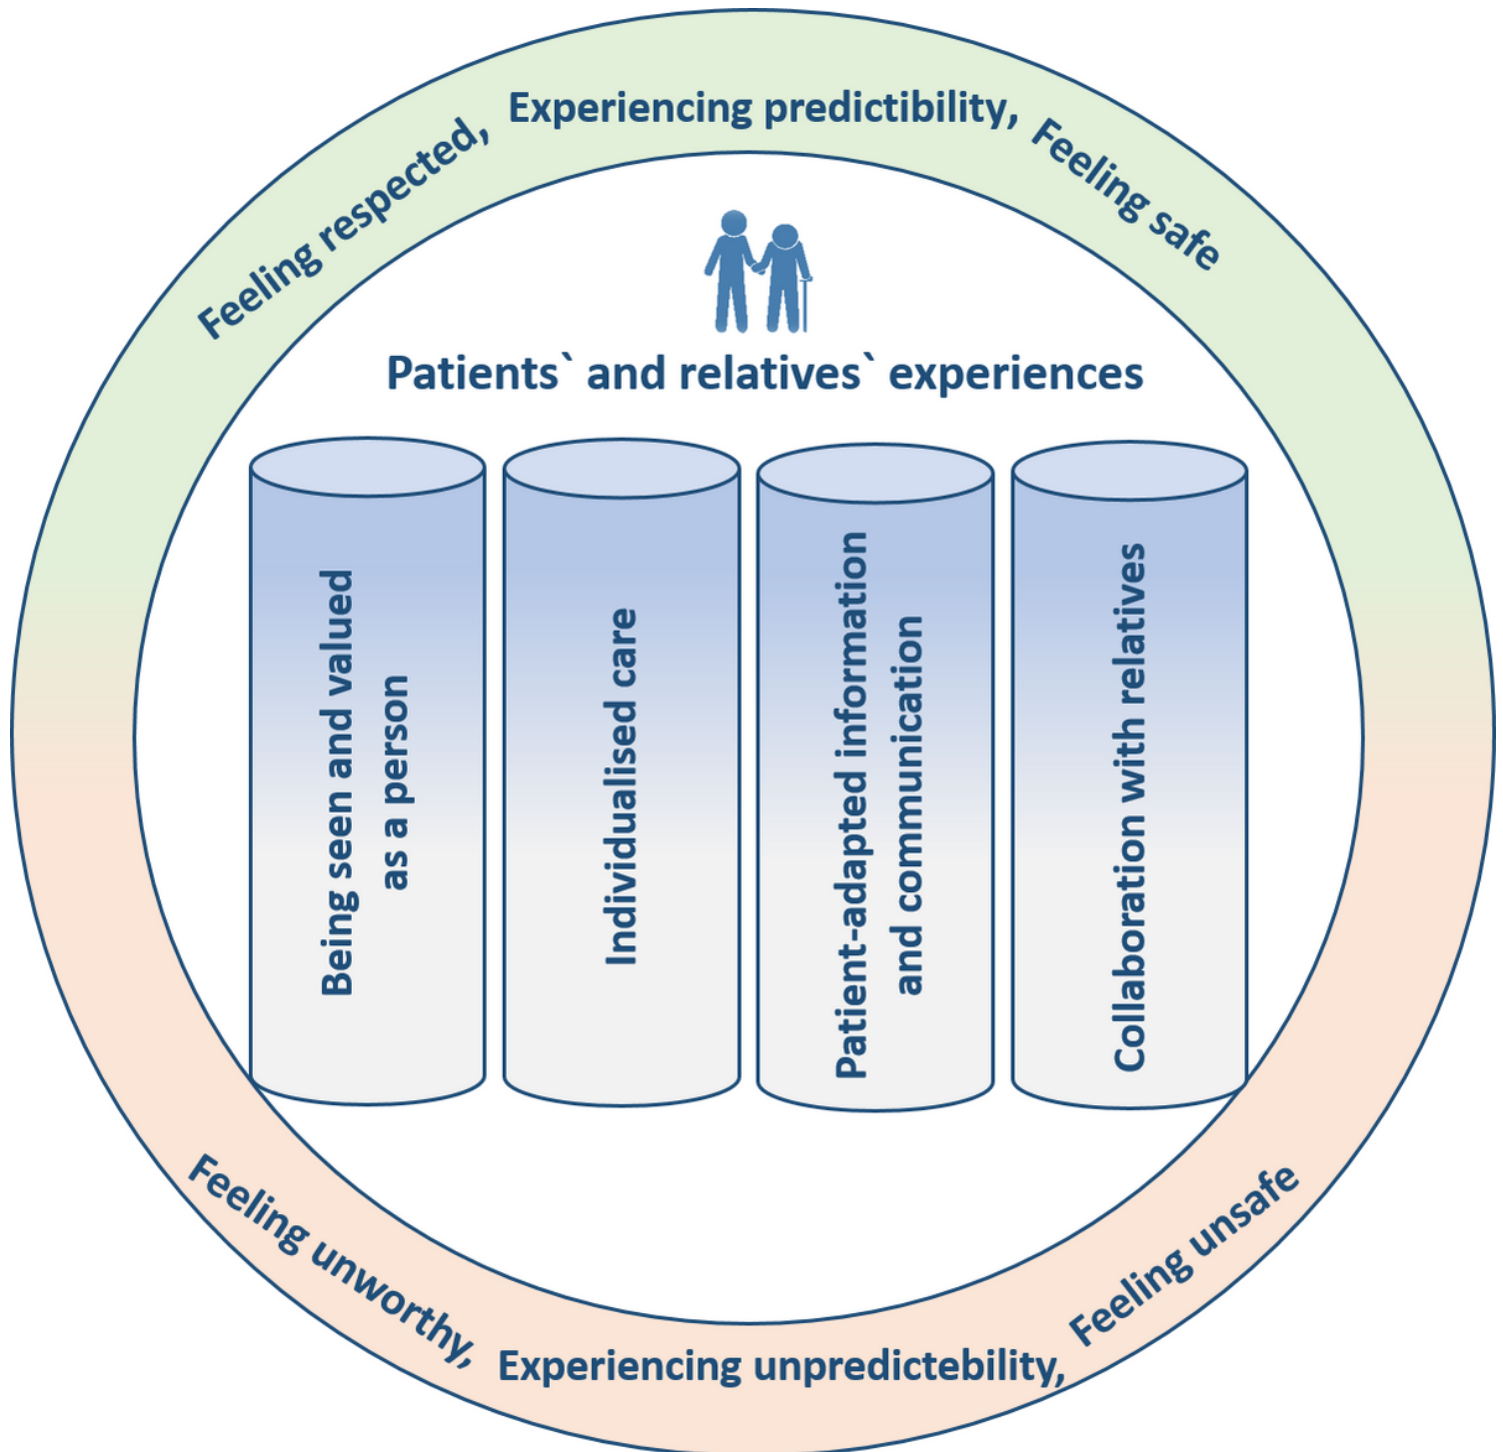 Feeling respected, Experiencing predictibility, Feeling safe
Patients` and relatives` experiences
Being seen and valued
as a person
Individualised care
Patient-adapted information
and communication
Collaboration with relatives
Feeling unworthy, Experiencing unpredictebility, Feeling unsafe